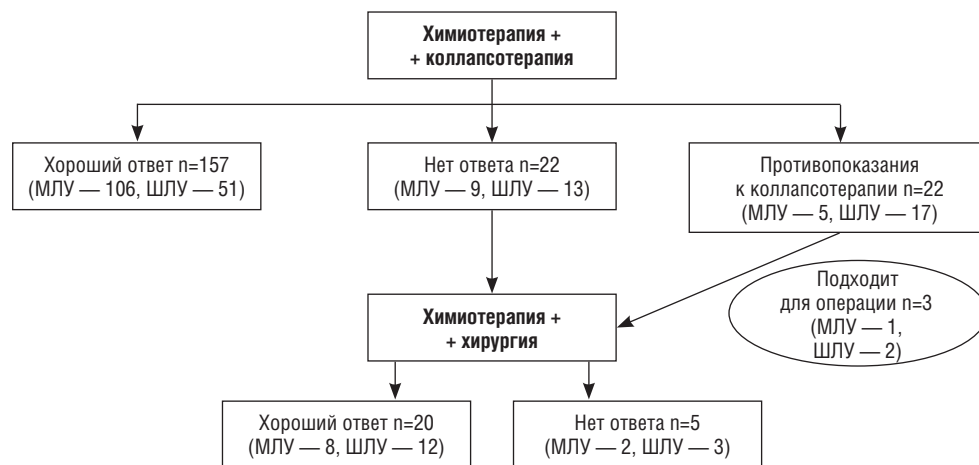 Химиотерапия +
+ коллапсотерапия
Хороший ответ n=157
(МЛУ — 106, ШЛУ — 51)
Нет ответа n=22
(МЛУ — 9, ШЛУ — 13)
Противопоказания
к коллапсотерапии n=22
(МЛУ — 5, ШЛУ — 17)
Подходит
для операции n=3
(МЛУ — 1,
ШЛУ — 2)
Химиотерапия +
+ хирургия
Хороший ответ n=20
(МЛУ — 8, ШЛУ — 12)
Нет ответа n=5
(МЛУ — 2, ШЛУ — 3)